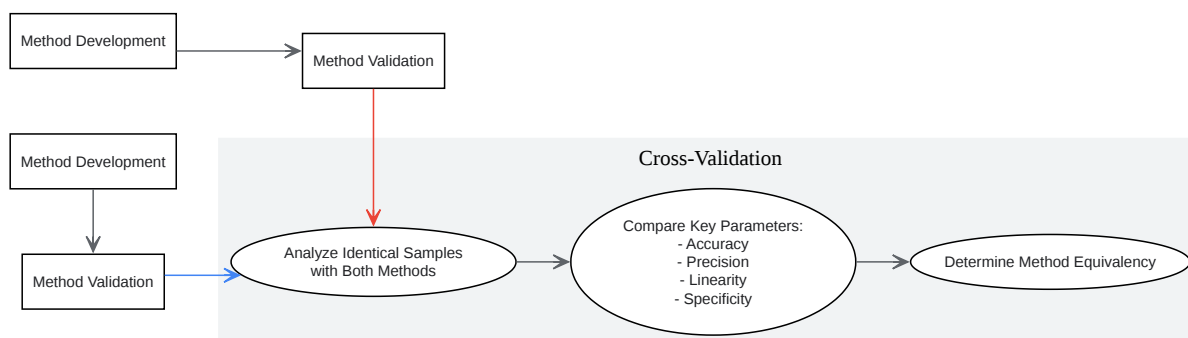 Method Development
Method Validation
Method Development
Method Validation
Cross-Validation
Analyze Identical Samples
with Both Methods
Compare Key Parameters:
- Accuracy
- Precision
- Linearity
- Specificity
Determine Method Equivalency